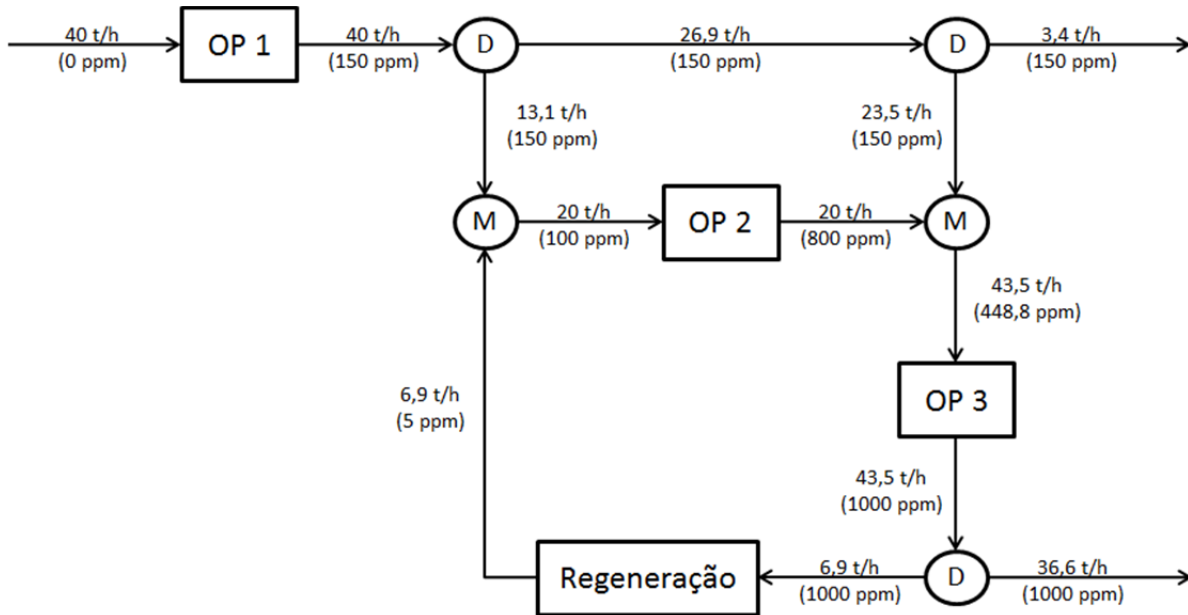 40 t/h
(0 ppm)
OP 1
40 t/h
(150 ppm)
D
26,9 t/h
(150 ppm)
D
3,4 t/h
(150 ppm)
13,1 t/h
(150 ppm)
23,5 t/h
(150 ppm)
M
20 t/h
(100 ppm)
OP 2
20 t/h
(800 ppm)
M
43,5 t/h
(448,8 ppm)
6,9 t/h
(5 ppm)
OP 3
43,5 t/h
(1000 ppm)
Regeneração
6,9 t/h
(1000 ppm)
D
36,6 t/h
(1000 ppm)